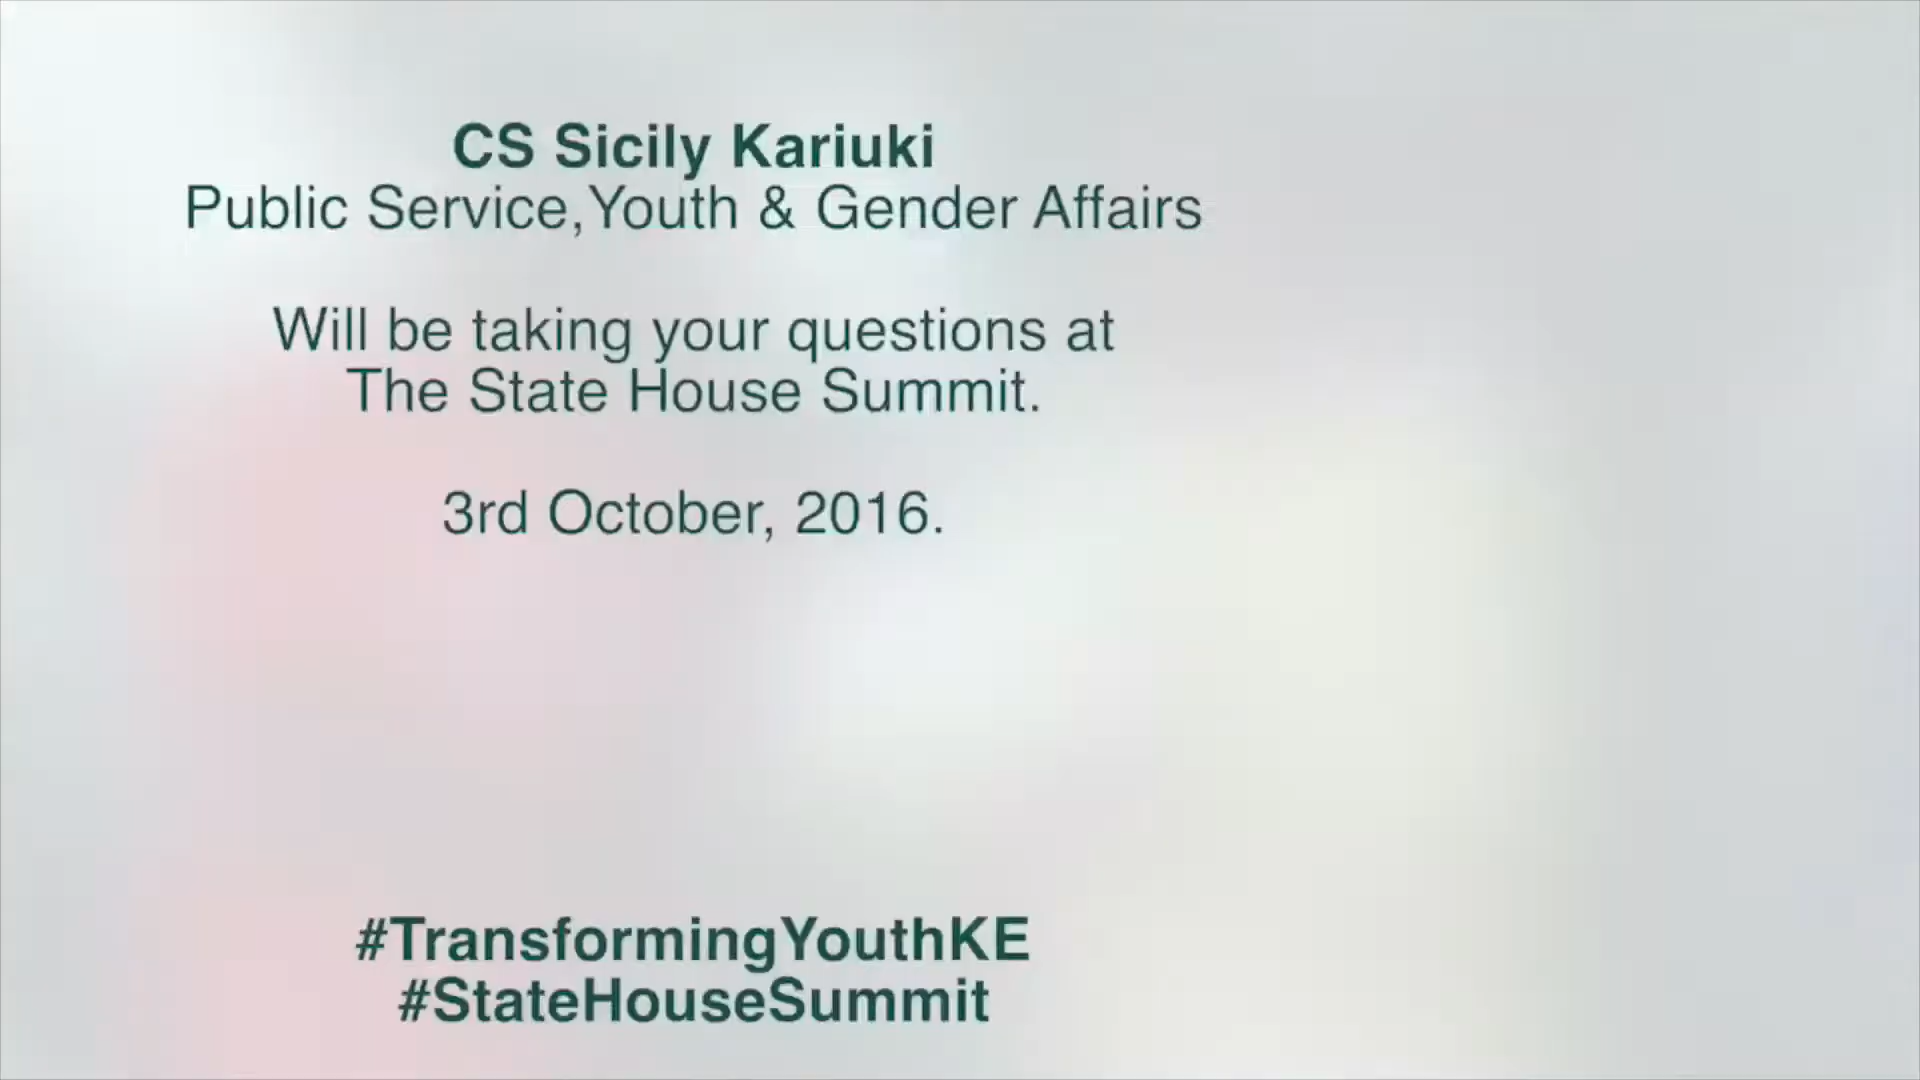 CS Sicily Kariuki
Public Service, Youth & Gender Affairs
Will be taking your questions at
The State House Summit.
3rd October, 2016.
#TransformingYouthKE
#StateHouseSummit